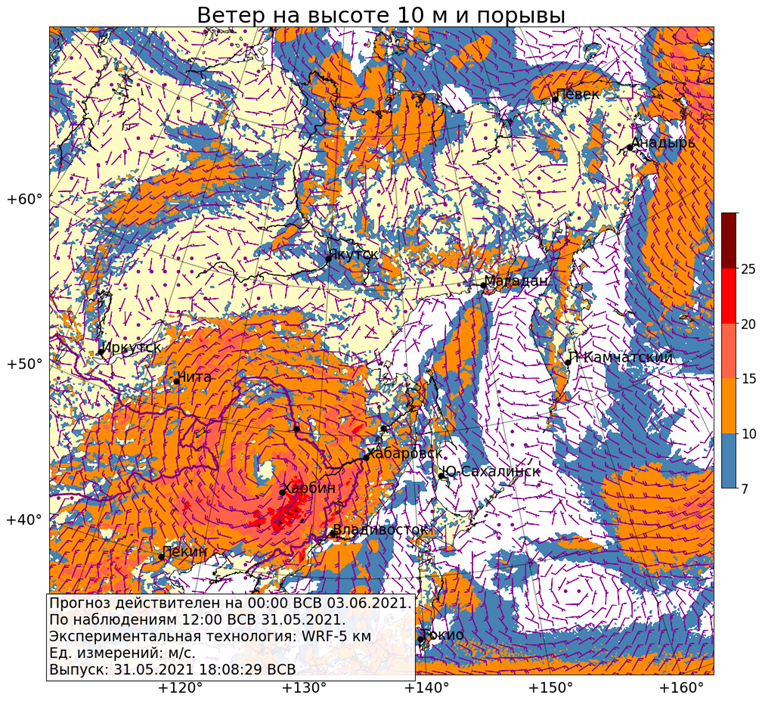 Ветер на высоте 10 м и порывы
Певек
Анадырь
+60°
Якутск
Магадан
25
20
Иркутск
П Камчатский
+50°
Чита
15
10
Хабаровск
Ю-Сахалинск
Харбин
7
+40°
Владивосток
Пекин
Прогноз действителен на 00:00 ВСВ 03.06.2021.
По наблюдениям 12:00 ВСВ 31.05.2021.
Экспериментальная технология: WRF-5 км
Ед. измерений: м/с.
Выпуск: 31.05.2021 18:08:29 ВСВ
Токио
+120° +130° +140° +150° +160°